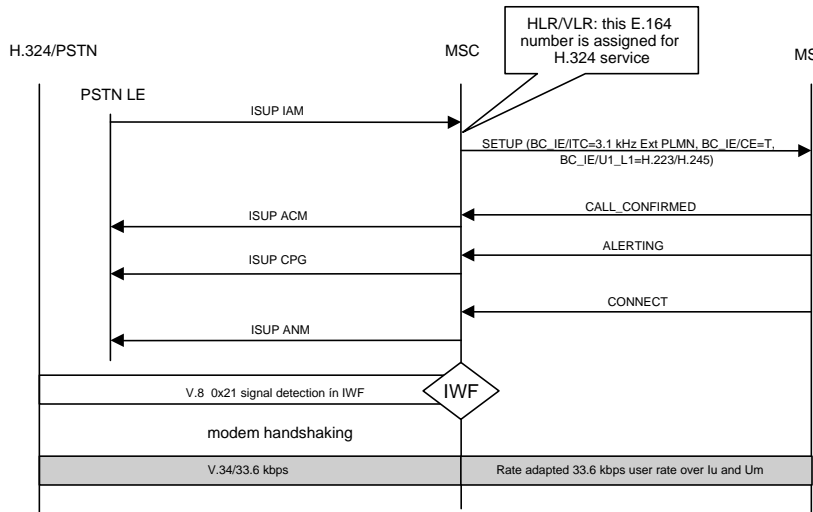 HLR/VLR: this E.164
number is assigned for
H.324 service
H.324/PSTN
MSC
MS
PSTN LE
ISUP IAM
SETUP (BC_IE/ITC=3.1 kHz Ext PLMN, BC_IE/CE=T,
BC_IE/U1_L1=H.223/H.245)
CALL_CONFIRMED
ISUP ACM
ALERTING
ISUP CPG
CONNECT
ISUP ANM
V.8 0x21 signal detection ín IWF
IWF
modem handshaking
V.34/33.6 kbps
Rate adapted 33.6 kbps user rate over Iu and Um